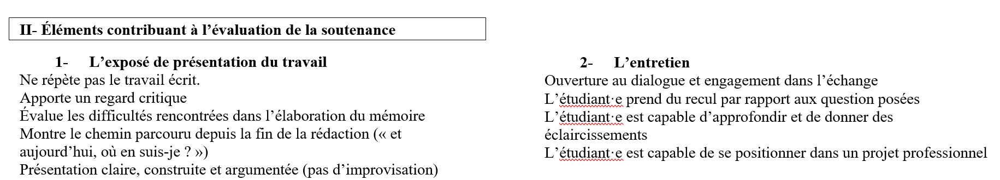 II- Éléments contribuant à l’évaluation de la soutenance
1- L’exposé de présentation du travail
Ne répète pas le travail écrit.
Apporte un regard critique
Évalue les difficultés rencontrées dans l’élaboration du mémoire
Montre le chemin parcouru depuis la fin de la rédaction (« et
aujourd’hui, où en suis-je ? »)
Présentation claire, construite et argumentée (pas d’improvisation)
2- L’entretien
Ouverture au dialogue et engagement dans l’échange
L’étudiant·e prend du recul par rapport aux question posées
L’étudiant·e est capable d’approfondir et de donner des
éclaircissements
L’étudiant·e est capable de se positionner dans un projet professionnel